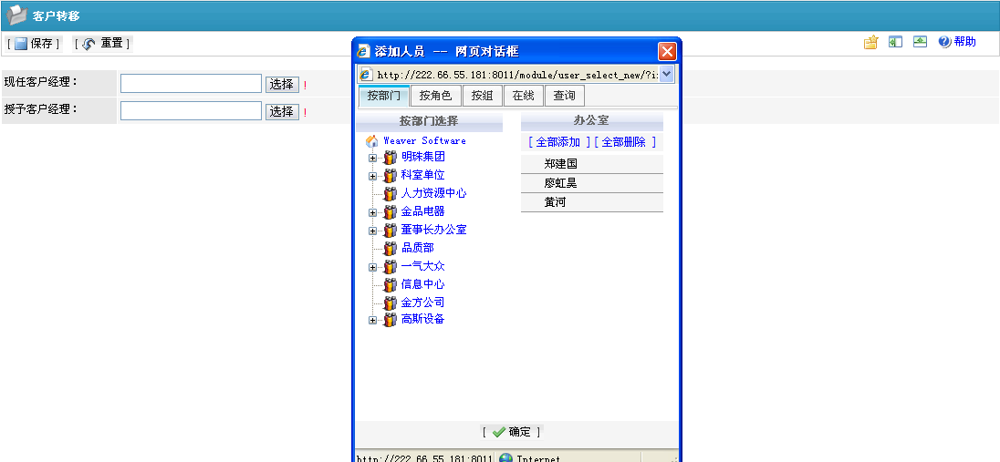 客户转移
[ 保存 ] [ 重置 ]
帮助
现任客户经理： 选择 !
授予客户经理： 选择 !
添加人员 -- 网页对话框
http://222.66.55.181:8011/module/user_select_new/?i
按部门 按角色 按组 在线 查询
按部门选择
Weaver Software
明珠集团
科室单位
人力资源中心
金品电器
董事长办公室
品质部
一气大众
信息中心
金方公司
高斯设备
办公室
[ 全部添加 ] [ 全部删除 ]
郑建国
廖虹昊
黄河
[ 确定 ]
http://222.66.55.181:8011 Internet